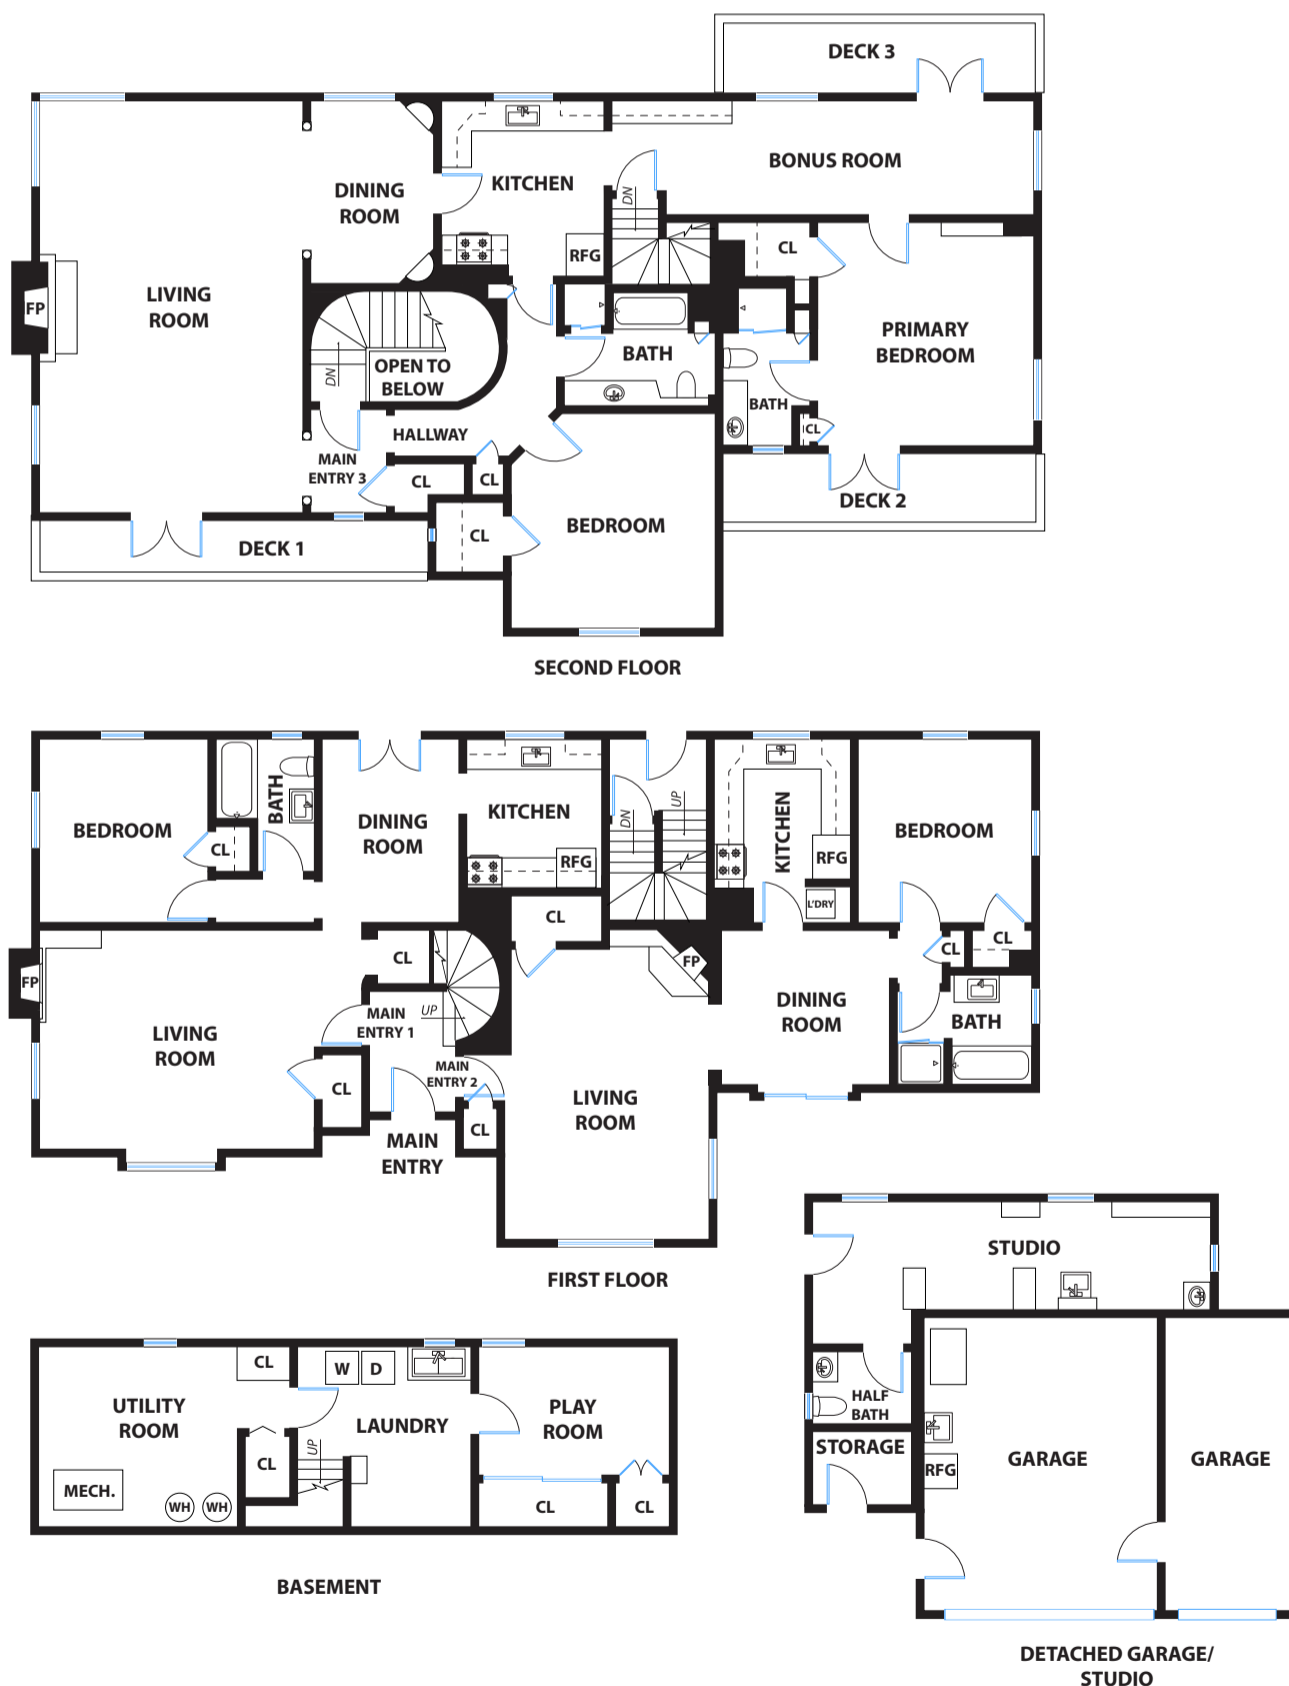 DECK 3
BONUS ROOM
DINING
ROOM
KITCHEN
DN
RFG
CL
LIVING
ROOM
FP
PRIMARY
BEDROOM
BATH
OPEN TO
BELOW
DN
BATH
HALLWAY
CL
MAIN
ENTRY 3
CL
CL
DECK 2
BEDROOM
CL
DECK 1
SECOND FLOOR
BATH
KITCHEN
DN
UP
KITCHEN
BEDROOM
DINING
ROOM
BEDROOM
CL
RFG
RFG
L'DRY
CL
CL
CL
CL
FP
FP
MAIN
ENTRY 1
UP
DINING
ROOM
BATH
LIVING
ROOM
MAIN
ENTRY 2
CL
LIVING
ROOM
CL
MAIN
ENTRY
FIRST FLOOR
STUDIO
CL
W
D
UTILITY
ROOM
LAUNDRY
PLAY
ROOM
UP
CL
MECH.
WH
WH
CL
CL
BASEMENT
HALF
BATH
STORAGE
GARAGE
GARAGE
RFG
DETACHED GARAGE/
STUDIO